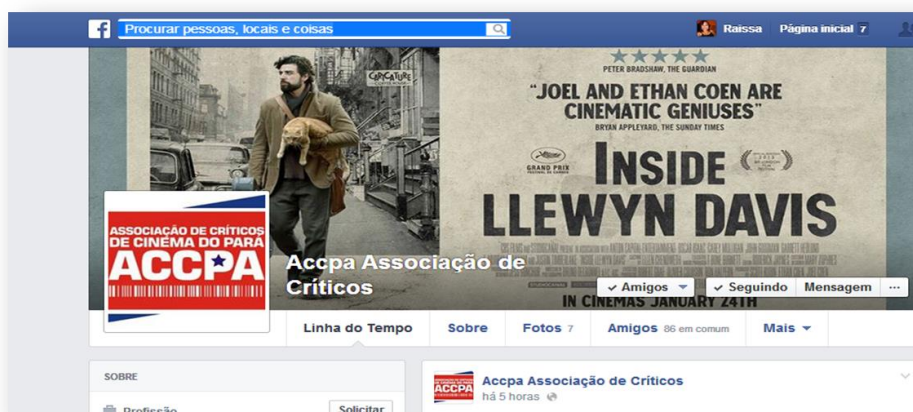 Procurar pessoas, locais e coisas
Raissa Página inicial 7
★★★★★
PETER BRADSHAW, THE GUARDIAN
CARICATURE
"JOEL AND ETHAN COEN ARE
CINEMATIC GENIUSES"
BRYAN APPLEYARD, THE SUNDAY TIMES
GRAND PRIX
INSIDE
LLEWYN DAVIS
IN CINEMAS JANUARY 24TH
ASSOCIAÇÃO DE CRÍTICOS
DE CINEMA DO PARÁ
ACCPA
Accpa Associação de
Críticos
Amigos
Seguindo Mensagem ...
Linha do Tempo Sobre Fotos 7 Amigos 86 em comum Mais
SOBRE
Profissão Solicitar
ACCPA
Accpa Associação de Críticos
há 5 horas